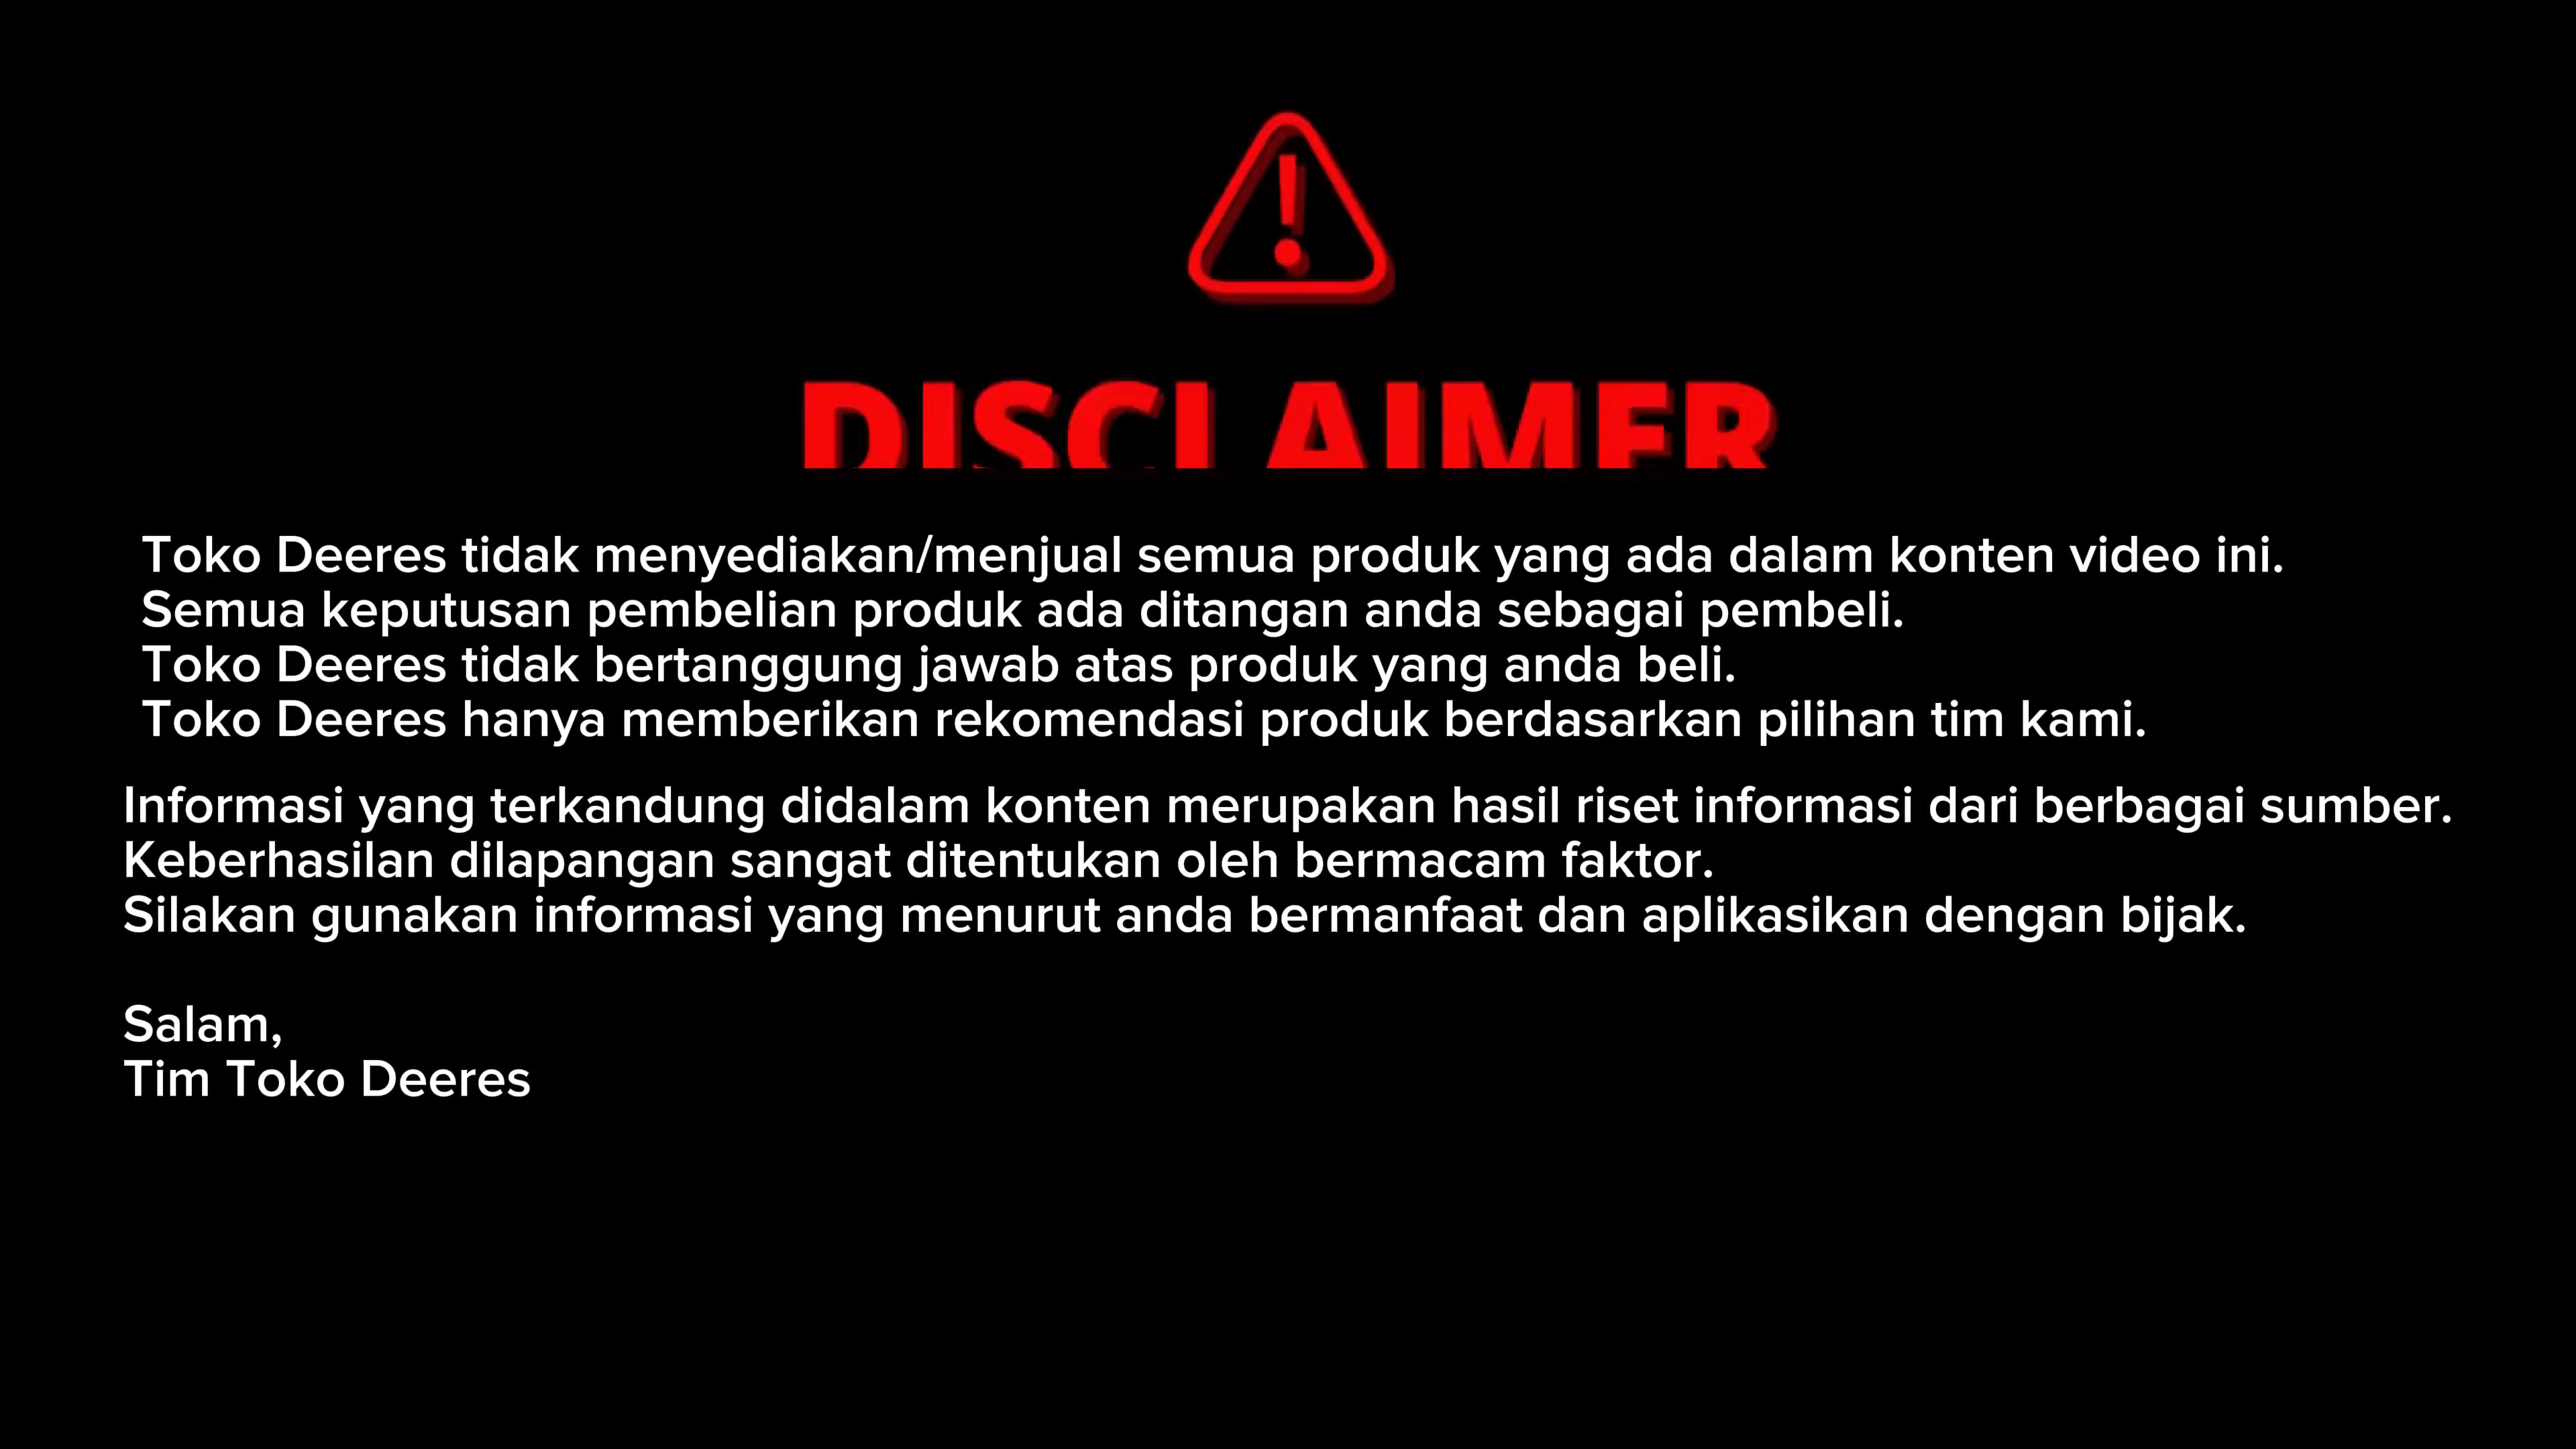 DISCLAIMER
Toko Deeres tidak menyediakan/menjual semua produk yang ada dalam konten video ini.
Semua keputusan pembelian produk ada ditangan anda sebagai pembeli.
Toko Deeres tidak bertanggung jawab atas produk yang anda beli.
Toko Deeres hanya memberikan rekomendasi produk berdasarkan pilihan tim kami.
Informasi yang terkandung didalam konten merupakan hasil riset informasi dari berbagai sumber.
Keberhasilan dilapangan sangat ditentukan oleh bermacam faktor.
Silakan gunakan informasi yang menurut anda bermanfaat dan aplikasikan dengan bijak.
Salam,
Tim Toko Deeres